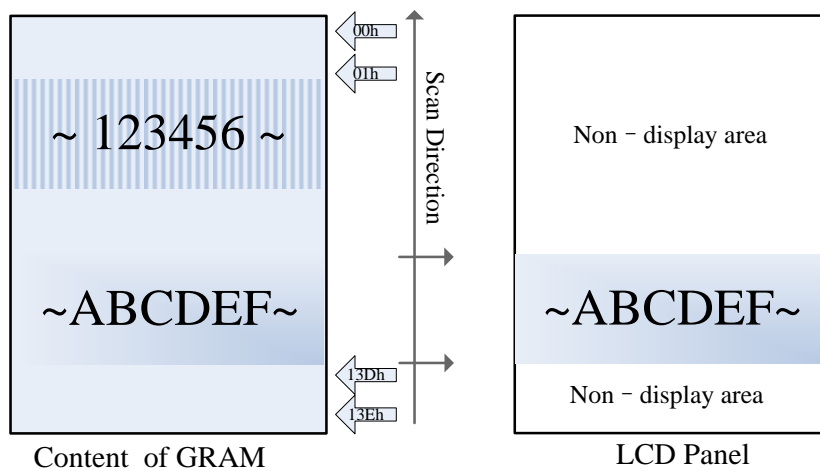 00h
01h
~ 123456 ~
Scan Direction
~ABCDEF~
13Dh
13Eh
Content of GRAM
Non - display area
~ABCDEF~
Non - display area
LCD Panel